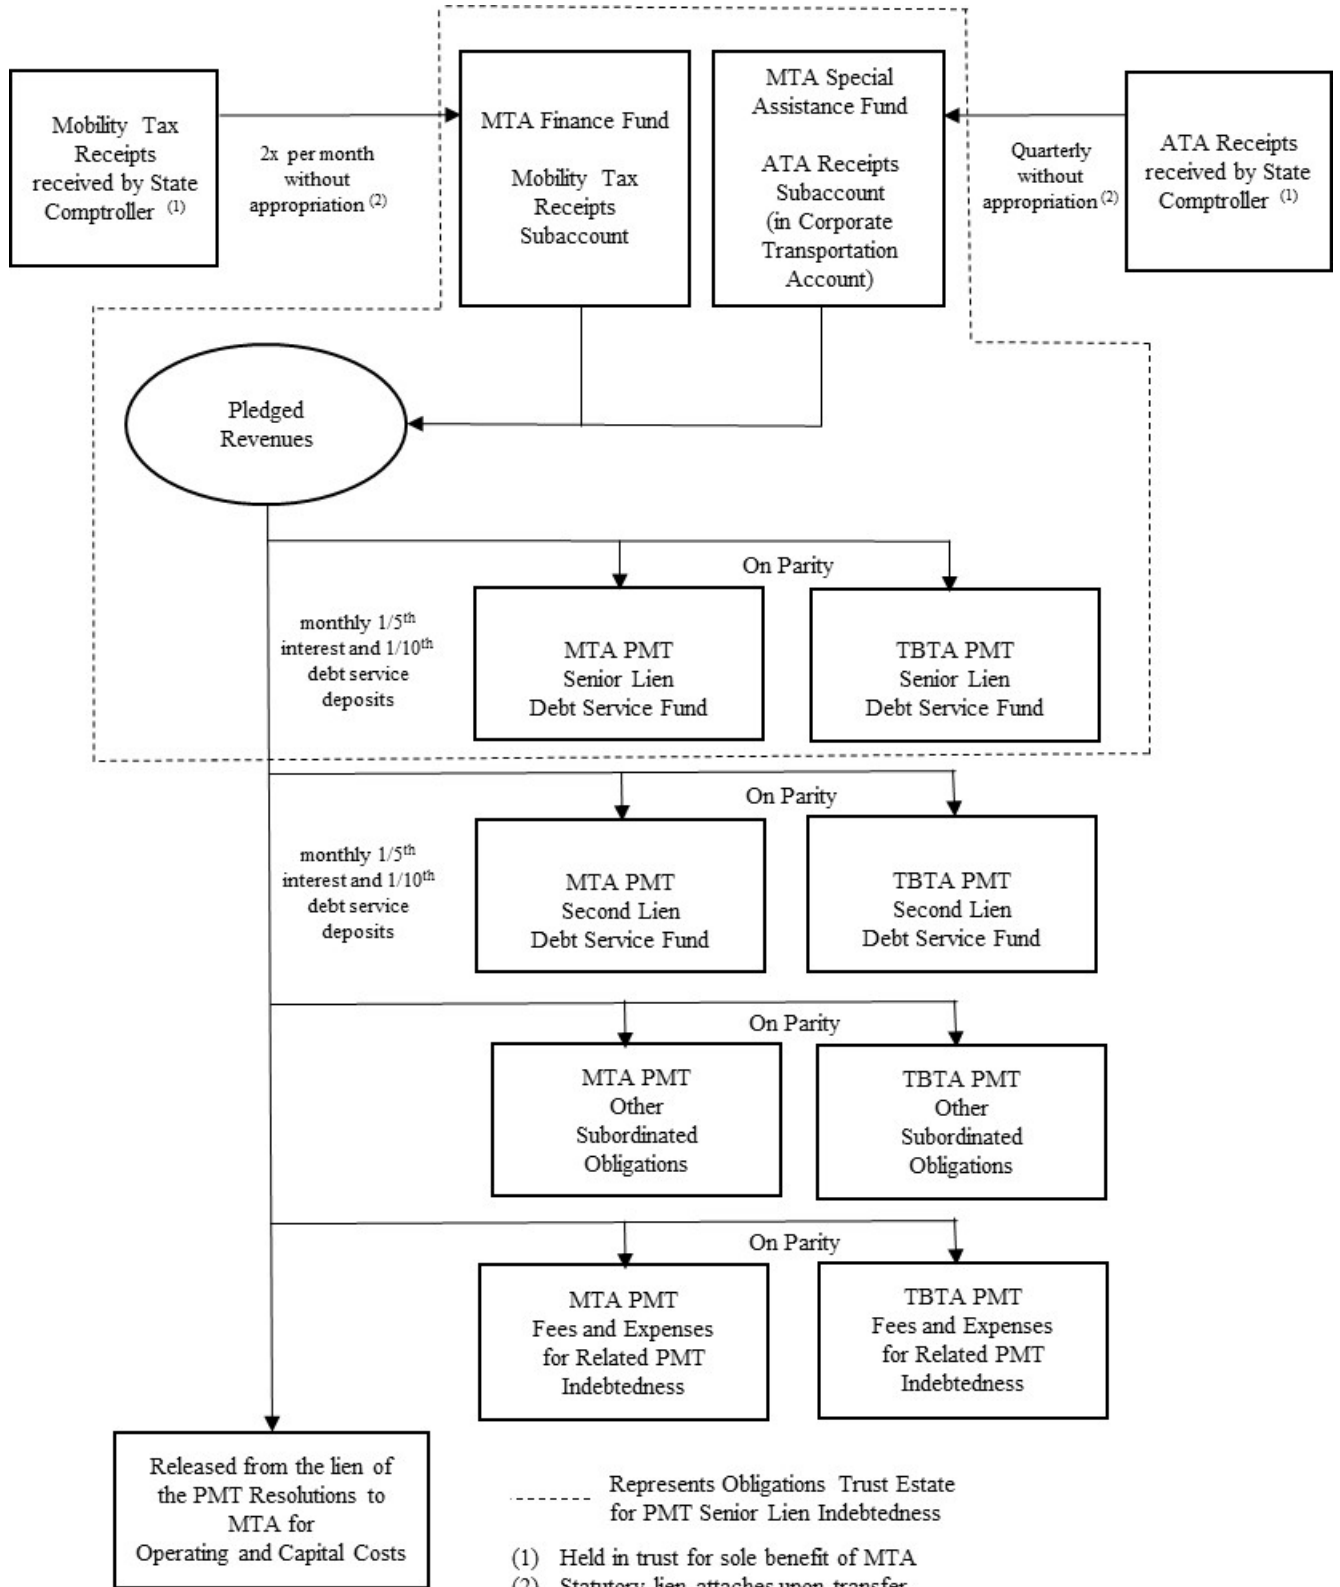 Mobility Tax
Receipts
received by State
Comptroller (1)
2x per month
without
appropriation (2)
MTA Finance Fund
Mobility Tax
Receipts
Subaccount
MTA Special
Assistance Fund
ATA Receipts
Subaccount
(in Corporate
Transportation
Account)
Quarterly
without
appropriation (2)
ATA Receipts
received by State
Comptroller (1)
Pledged
Revenues
On Parity
monthly 1/5th
interest and 1/10th
debt service
deposits
MTA PMT
Senior Lien
Debt Service Fund
TBTA PMT
Senior Lien
Debt Service Fund
On Parity
monthly 1/5th
interest and 1/10th
debt service
deposits
MTA PMT
Second Lien
Debt Service Fund
TBTA PMT
Second Lien
Debt Service Fund
On Parity
MTA PMT
Other
Subordinated
Obligations
TBTA PMT
Other
Subordinated
Obligations
On Parity
MTA PMT
Fees and Expenses
for Related PMT
Indebtedness
TBTA PMT
Fees and Expenses
for Related PMT
Indebtedness
Released from the lien of
the PMT Resolutions to
MTA for
Operating and Capital Costs
Represents Obligations Trust Estate
for PMT Senior Lien Indebtedness
(1) Held in trust for sole benefit of MTA
(2) Statutory lien attaches upon transfer